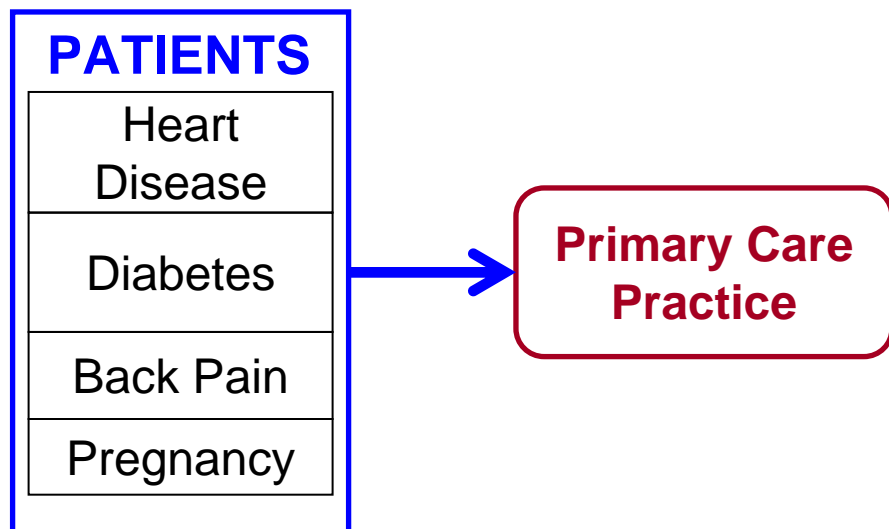 PATIENTS
Heart
Disease
Diabetes
Back Pain
Pregnancy
Primary Care
Practice